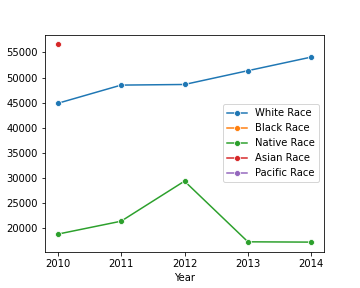 55000
50000
45000
40000
35000
30000
25000
20000
White Race
Black Race
Native Race
Asian Race
Pacific Race
2010 2011 2012 2013 2014
Year